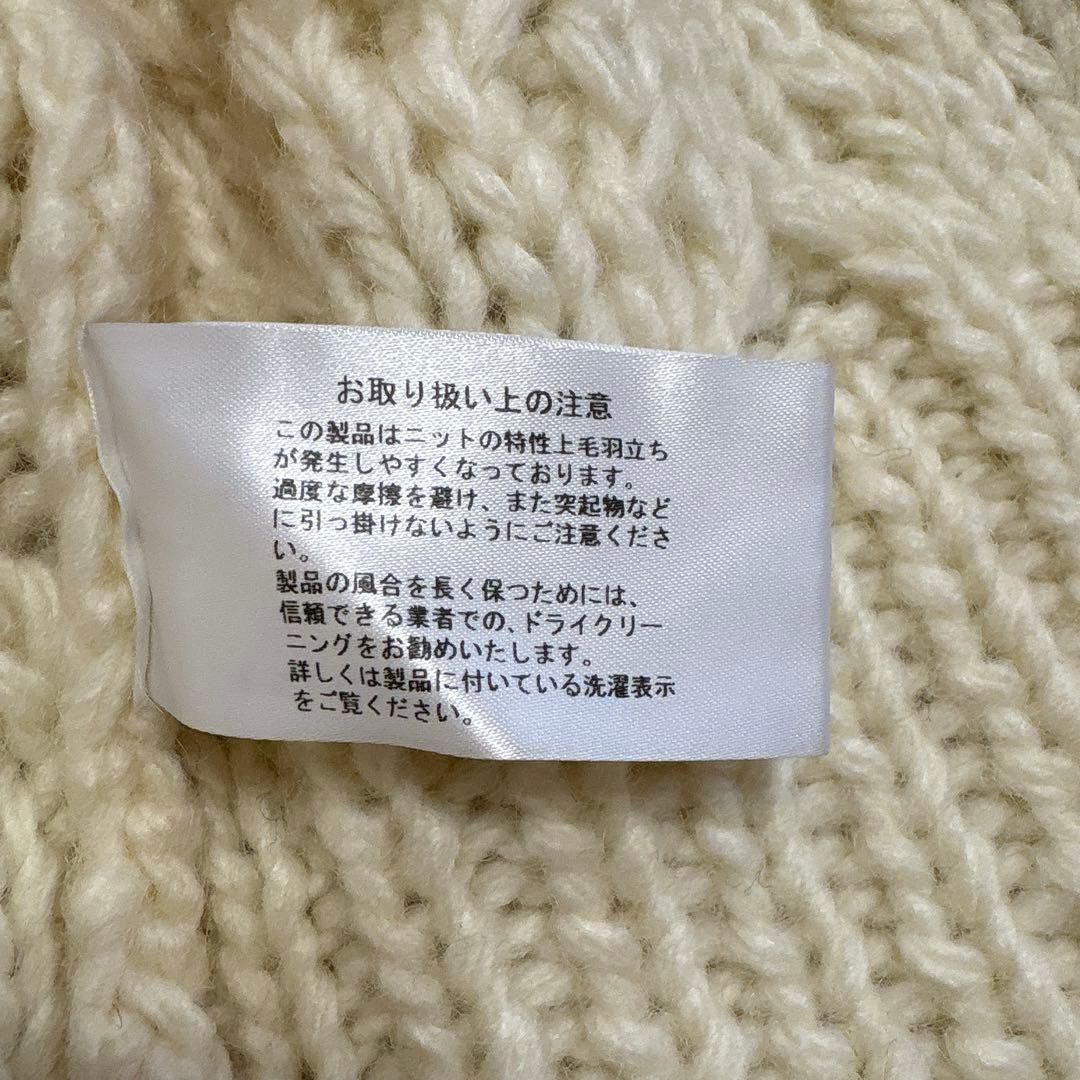 お取り扱い上の注意
この製品はニットの特性上毛羽立ち
が発生しやすくなっております。
過度な摩擦を避け、また突起物など
に引っ掛けないようにご注意くださ
い。
製品の風合を長く保つためには、
信頼できる業者での、ドライクリー
ニングをお勧めいたします。
詳しくは製品に付いている洗濯表示
をご覧ください。